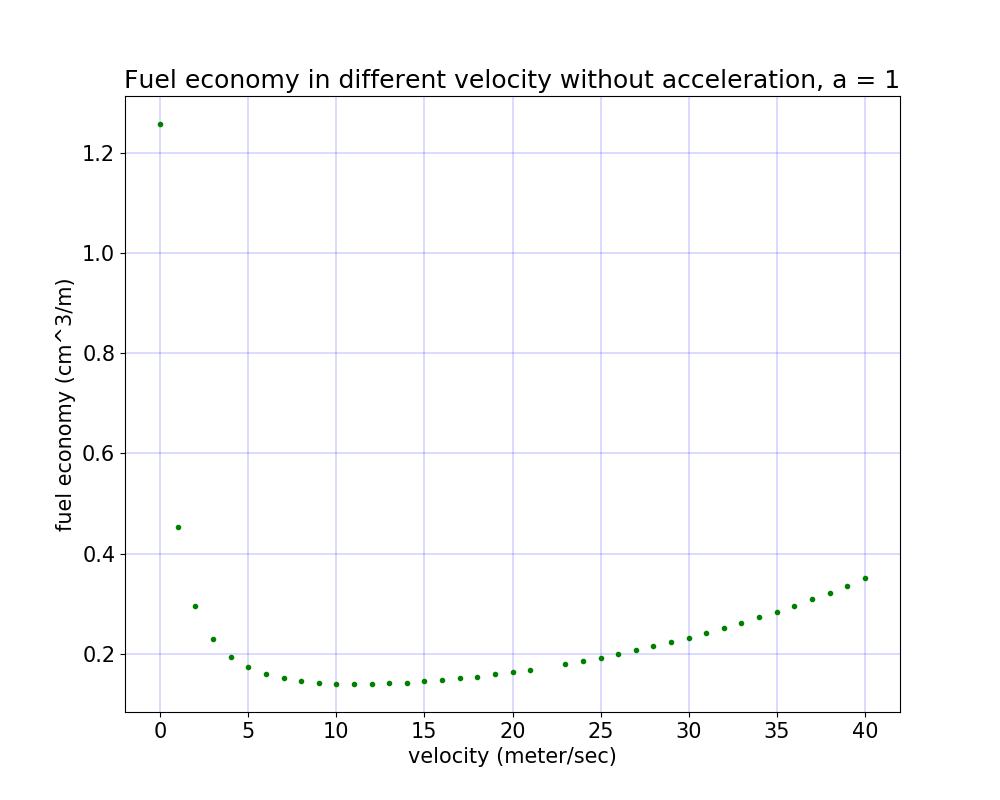 Fuel economy in different velocity without acceleration, a = 1
fuel economy (cm^3/m)
1.2
1.0
0.8
0.6
0.4
0.2
0 5 10 15 20 25 30 35 40
velocity (meter/sec)